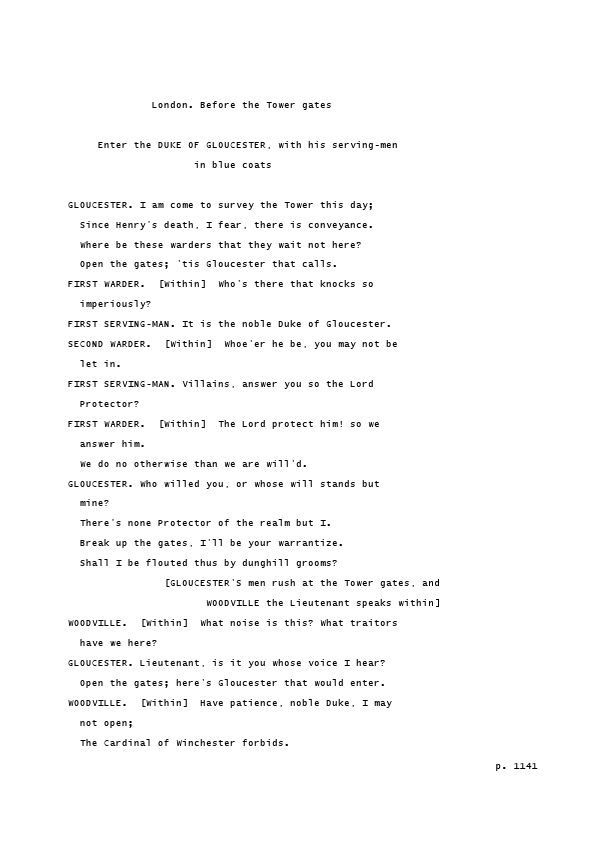 London. Before the Tower gates
Enter the DUKE OF GLOUCESTER, with his serving-men
in blue coats
GLOUCESTER. I am come to survey the Tower this day;
Since Henry's death, I fear, there is conveyance.
Where be these warders that they wait not here?
Open the gates; 'tis Gloucester that calls.
FIRST WARDER. [Within] Who's there that knocks so
imperiously?
FIRST SERVING-MAN. It is the noble Duke of Gloucester.
SECOND WARDER. [Within] Whoe'er he be, you may not be
let in.
FIRST SERVING-MAN. Villains, answer you so the Lord
Protector?
FIRST WARDER. [Within] The Lord protect him! so we
answer him.
We do no otherwise than we are will'd.
GLOUCESTER. Who willed you, or whose will stands but
mine?
There's none Protector of the realm but I.
Break up the gates, I'll be your warrantize.
Shall I be flouted thus by dunghill grooms?
[GLOUCESTER'S men rush at the Tower gates, and
WOODVILLE the Lieutenant speaks within]
WOODVILLE. [Within] What noise is this? What traitors
have we here?
GLOUCESTER. Lieutenant, is it you whose voice I hear?
Open the gates; here's Gloucester that would enter.
WOODVILLE. [Within] Have patience, noble Duke, I may
not open;
The Cardinal of Winchester forbids.
p. 1141